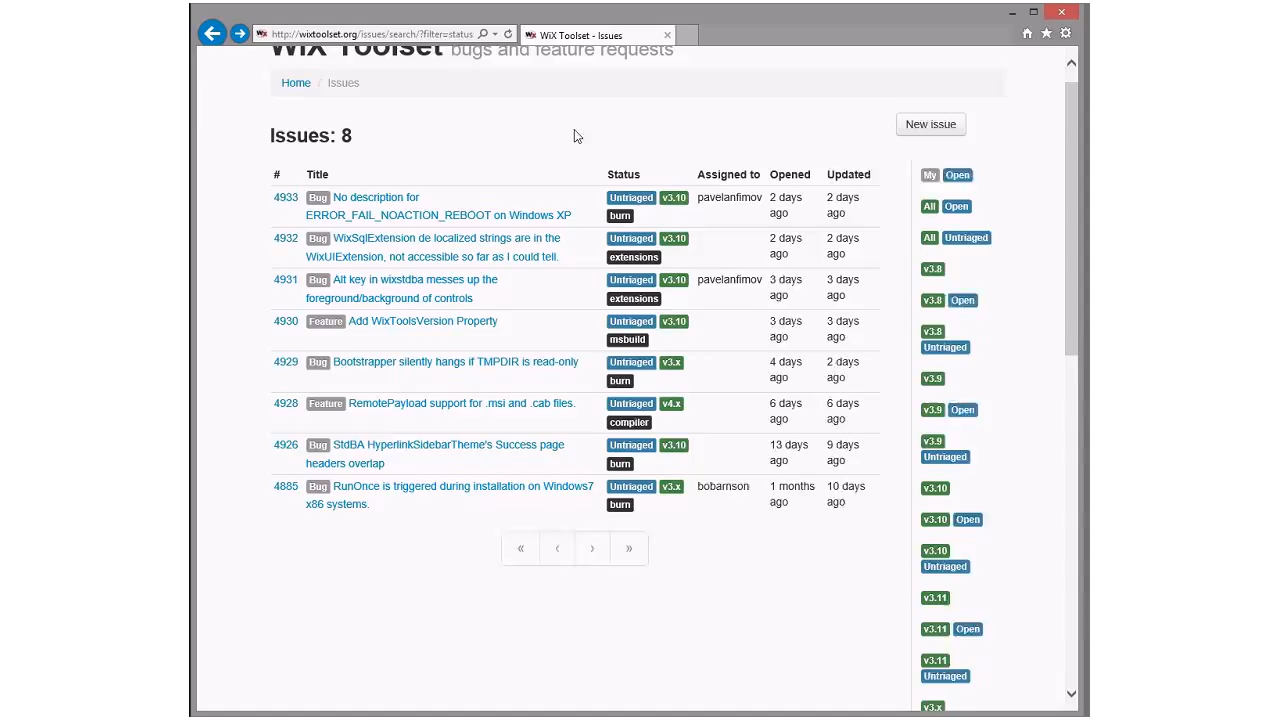 http://wixtoolset.org/issues/search/?filter=status
WiX Toolset - Issues
WiX Toolset bugs and feature requests
Home / Issues
Issues: 8
New issue
# Title Status Assigned to Opened Updated
4933 Bug No description for Untriaged v3.10 pavelanfimov 2 days 2 days
ERROR_FAIL_NOACTION_REBOOT on Windows XP burn ago ago
4932 Bug WixSqlExtension de localized strings are in the Untriaged v3.10 2 days 2 days
WixUIExtension, not accessible so far as I could tell. extensions ago ago
4931 Bug Alt key in wixstdba messes up the Untriaged v3.10 pavelanfimov 3 days 3 days
foreground/background of controls extensions ago ago
4930 Feature Add WixToolsVersion Property Untriaged v3.10 3 days 3 days
msbuild ago ago
4929 Bug Bootstrapper silently hangs if TMPDIR is read-only Untriaged v3.x 4 days 2 days
burn ago ago
4928 Feature RemotePayload support for .msi and .cab files. Untriaged v4.x 6 days 6 days
compiler ago ago
4926 Bug StdBA HyperlinkSidebarTheme's Success page Untriaged v3.10 13 days 9 days
headers overlap burn ago ago
4885 Bug RunOnce is triggered during installation on Windows7 Untriaged v3.x bobarnson 1 months 10 days
x86 systems. burn ago ago
« ‹ › »
My Open
All Open
All Untriaged
v3.8
v3.8 Open
v3.8
Untriaged
v3.9
v3.9 Open
v3.9
Untriaged
v3.10
v3.10 Open
v3.10
Untriaged
v3.11
v3.11 Open
v3.11
Untriaged
v3.x